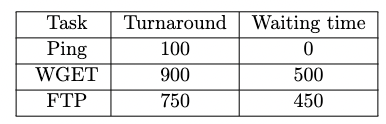 Task Turnaround Waiting time
Ping 100 0
WGET 900 500
FTP 750 450